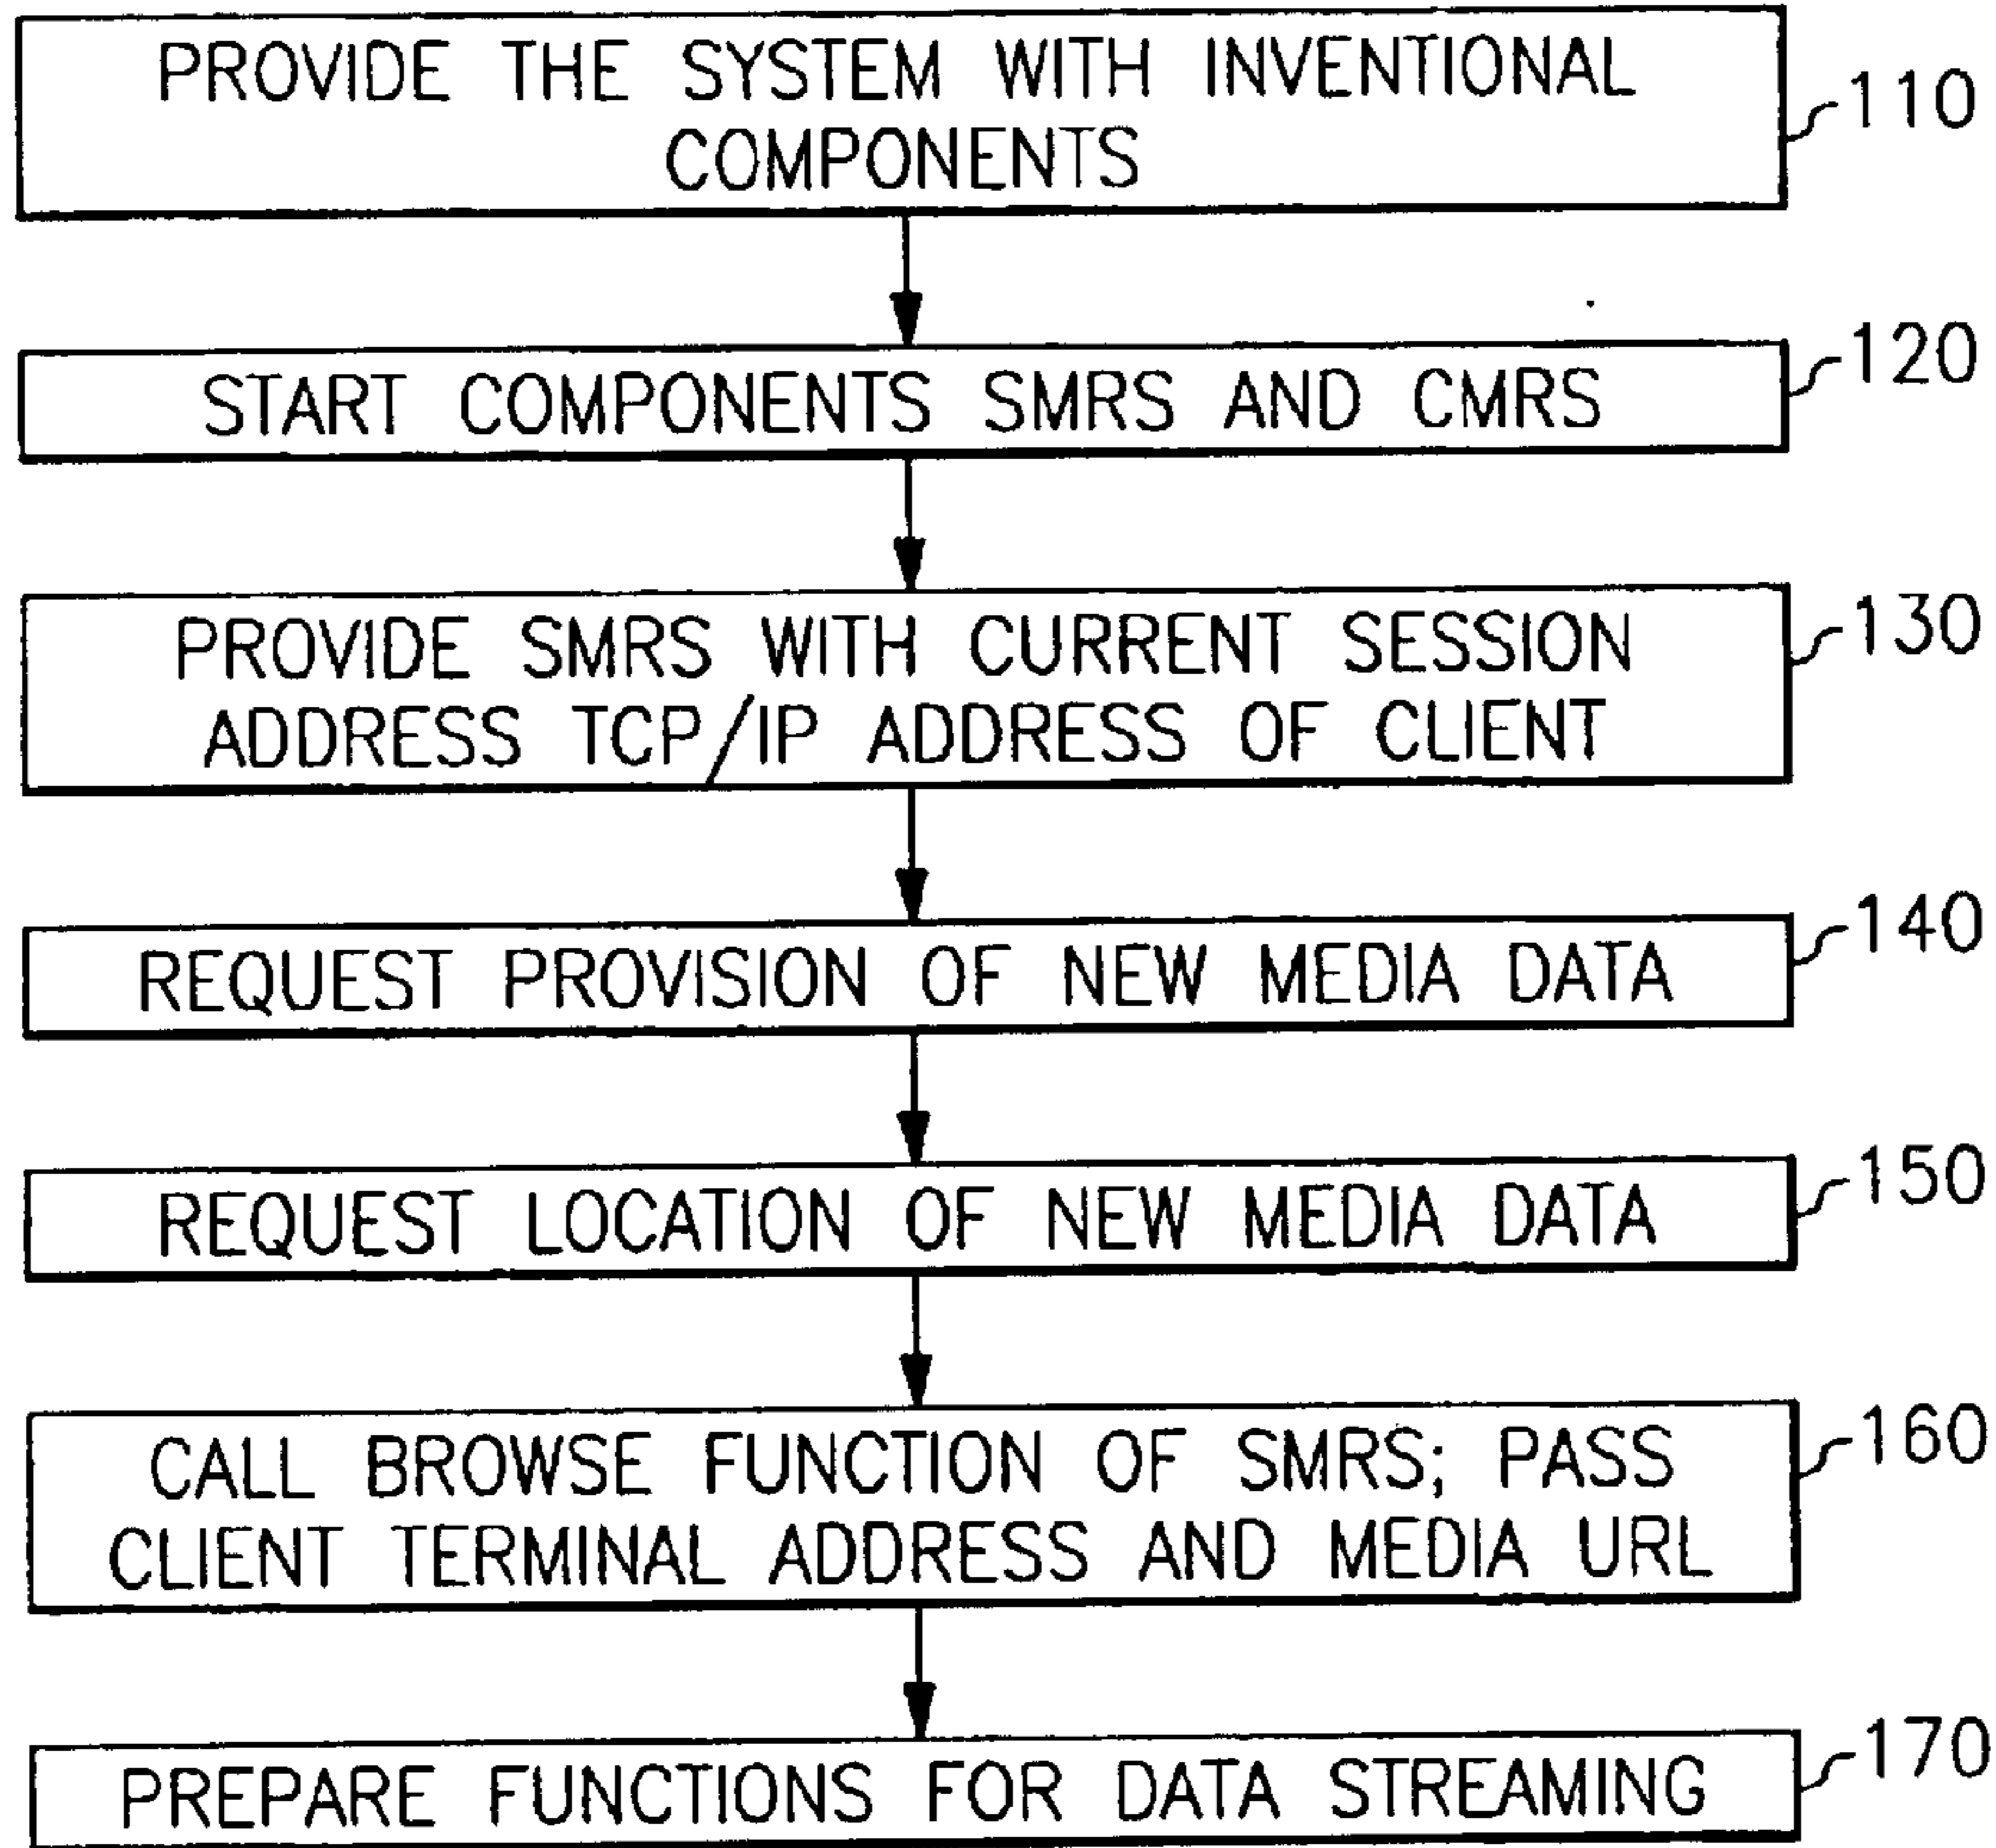 PROVIDE THE SYSTEM WITH INVENTIONAL
COMPONENTS
110
START COMPONENTS SMRS AND CMRS
120
PROVIDE SMRS WITH CURRENT SESSION
ADDRESS TCP/IP ADDRESS OF CLIENT
130
REQUEST PROVISION OF NEW MEDIA DATA
140
REQUEST LOCATION OF NEW MEDIA DATA
150
CALL BROWSE FUNCTION OF SMRS; PASS
CLIENT TERMINAL ADDRESS AND MEDIA URL
160
PREPARE FUNCTIONS FOR DATA STREAMING
170